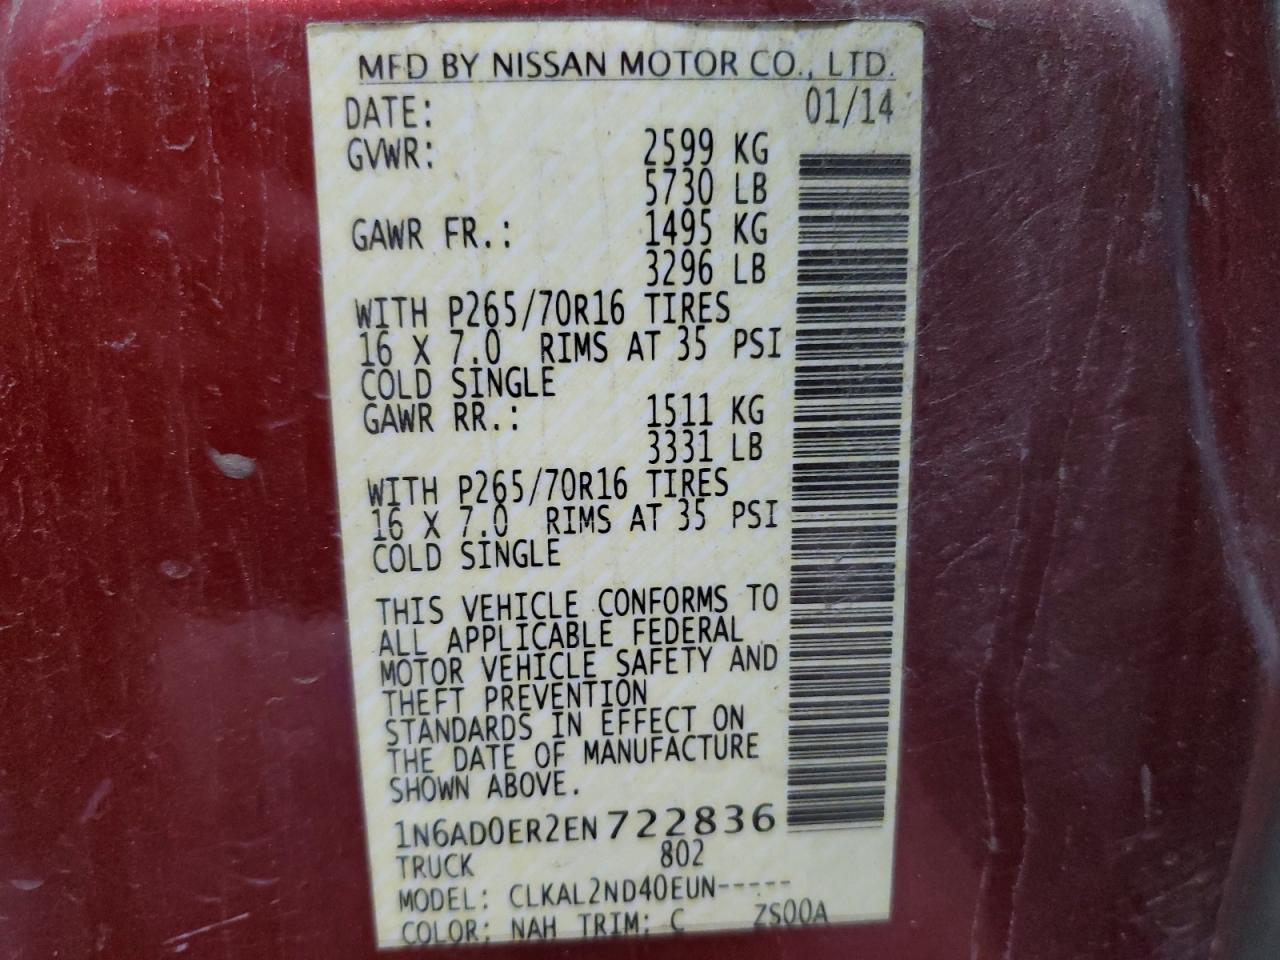 MFD BY NISSAN MOTOR CO., LTD.
DATE: 01/14
GVWR: 2599 KG
5730 LB
GAWR FR.: 1495 KG
3296 LB
WITH P265/70R16 TIRES
16 X 7.0 RIMS AT 35 PSI
COLD SINGLE
GAWR RR.: 1511 KG
3331 LB
WITH P265/70R16 TIRES
16 X 7.0 RIMS AT 35 PSI
COLD SINGLE
THIS VEHICLE CONFORMS TO
ALL APPLICABLE FEDERAL
MOTOR VEHICLE SAFETY AND
THEFT PREVENTION
STANDARDS IN EFFECT ON
THE DATE OF MANUFACTURE
SHOWN ABOVE.
1N6AD0ER2EN722836
TRUCK 802
MODEL: CLKAL2ND40EUN-----
COLOR: NAH TRIM: C ZS00A